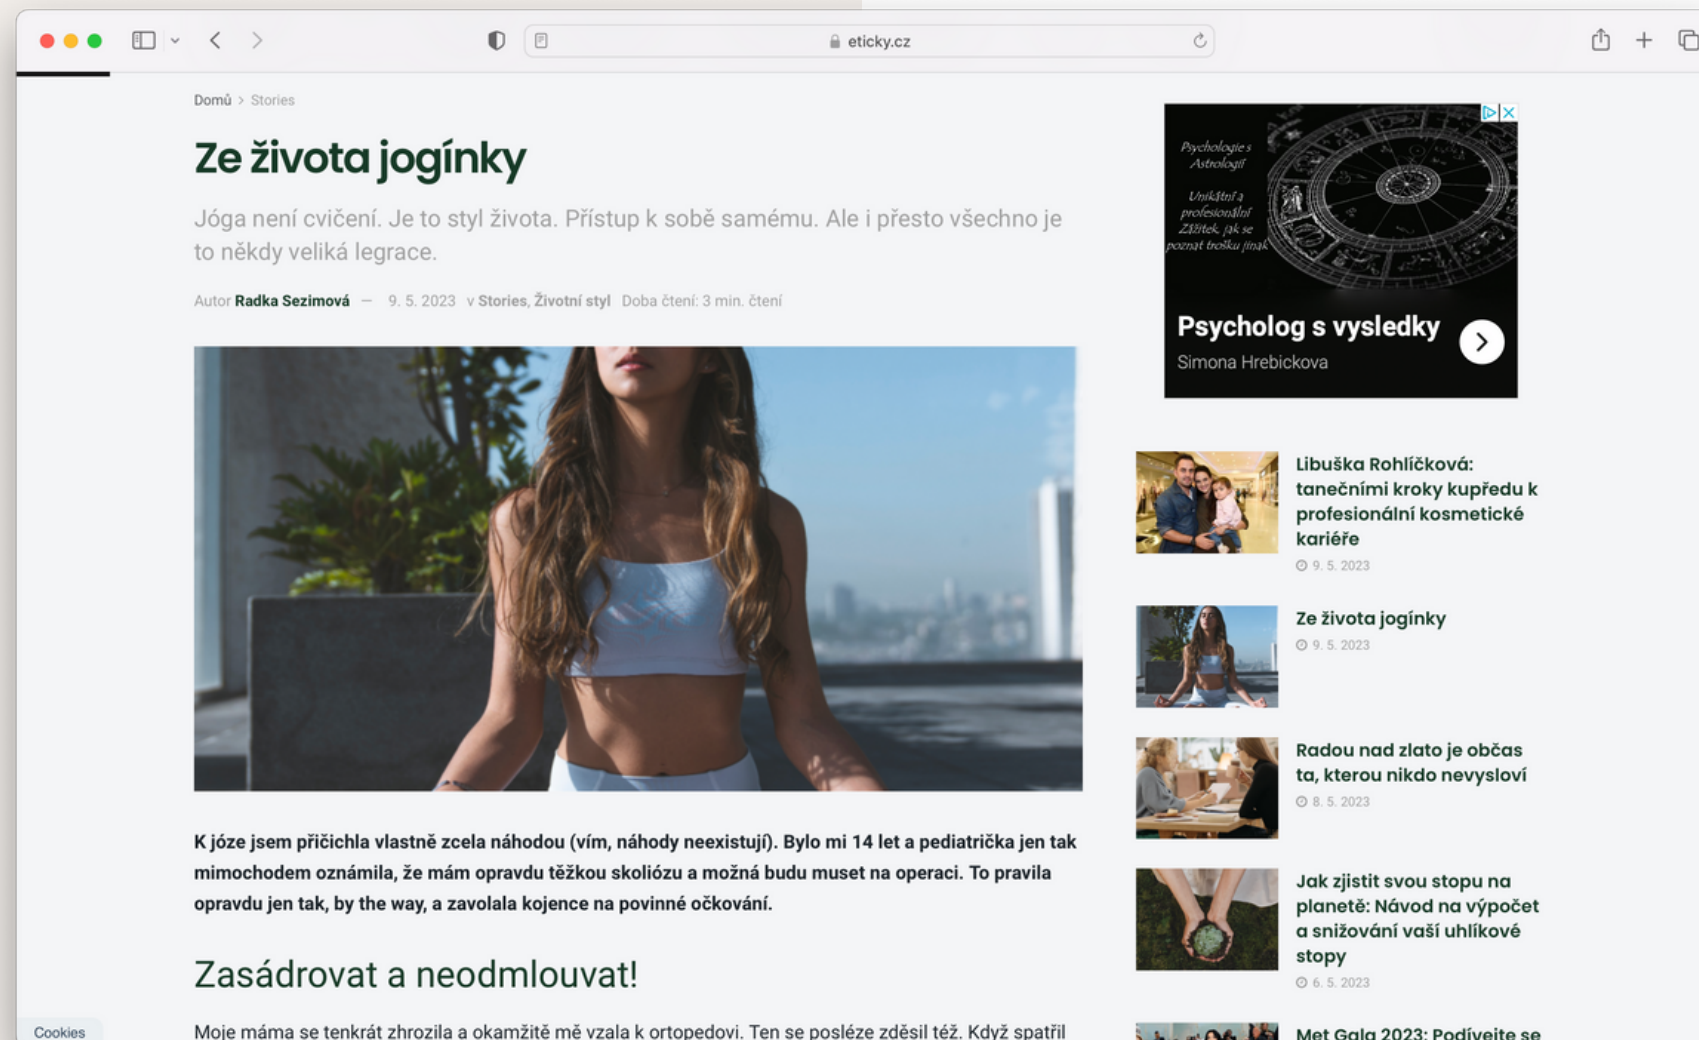 eticky.cz
Domů > Stories
Ze života jogínky
Jóga není cvičení. Je to styl života. Přístup k sobě samému. Ale i přesto všechno je
to někdy veliká legrace.
Autor Radka Sezimová — 9. 5. 2023 v Stories, Životní styl Doba čtení: 3 min. čtení
K józe jsem přičichla vlastně zcela náhodou (vím, náhody neexistují). Bylo mi 14 let a pediatrička jen tak
mimochodem oznámila, že mám opravdu těžkou skoliózu a možná budu muset na operaci. To pravila
opravdu jen tak, by the way, a zavolala kojence na povinné očkování.
Zasádrovat a neodmlouvat!
Moje máma se tenkrát zhrozila a okamžitě mě vzala k ortopedovi. Ten se posléze zděsil též. Když spatřil
Cookies
Psychologie s
Astrologií
Unikátní a
profesionální
Zážitek, jak se
poznat trošku jinak
Psycholog s vysledky
Simona Hrebickova
Libuška Rohlíčková:
tanečními kroky kupředu k
profesionální kosmetické
kariéře
9. 5. 2023
Ze života jogínky
9. 5. 2023
Radou nad zlato je občas
ta, kterou nikdo nevysloví
8. 5. 2023
Jak zjistit svou stopu na
planetě: Návod na výpočet
a snižování vaší uhlíkové
stopy
6. 5. 2023
Met Gala 2023: Podívejte se